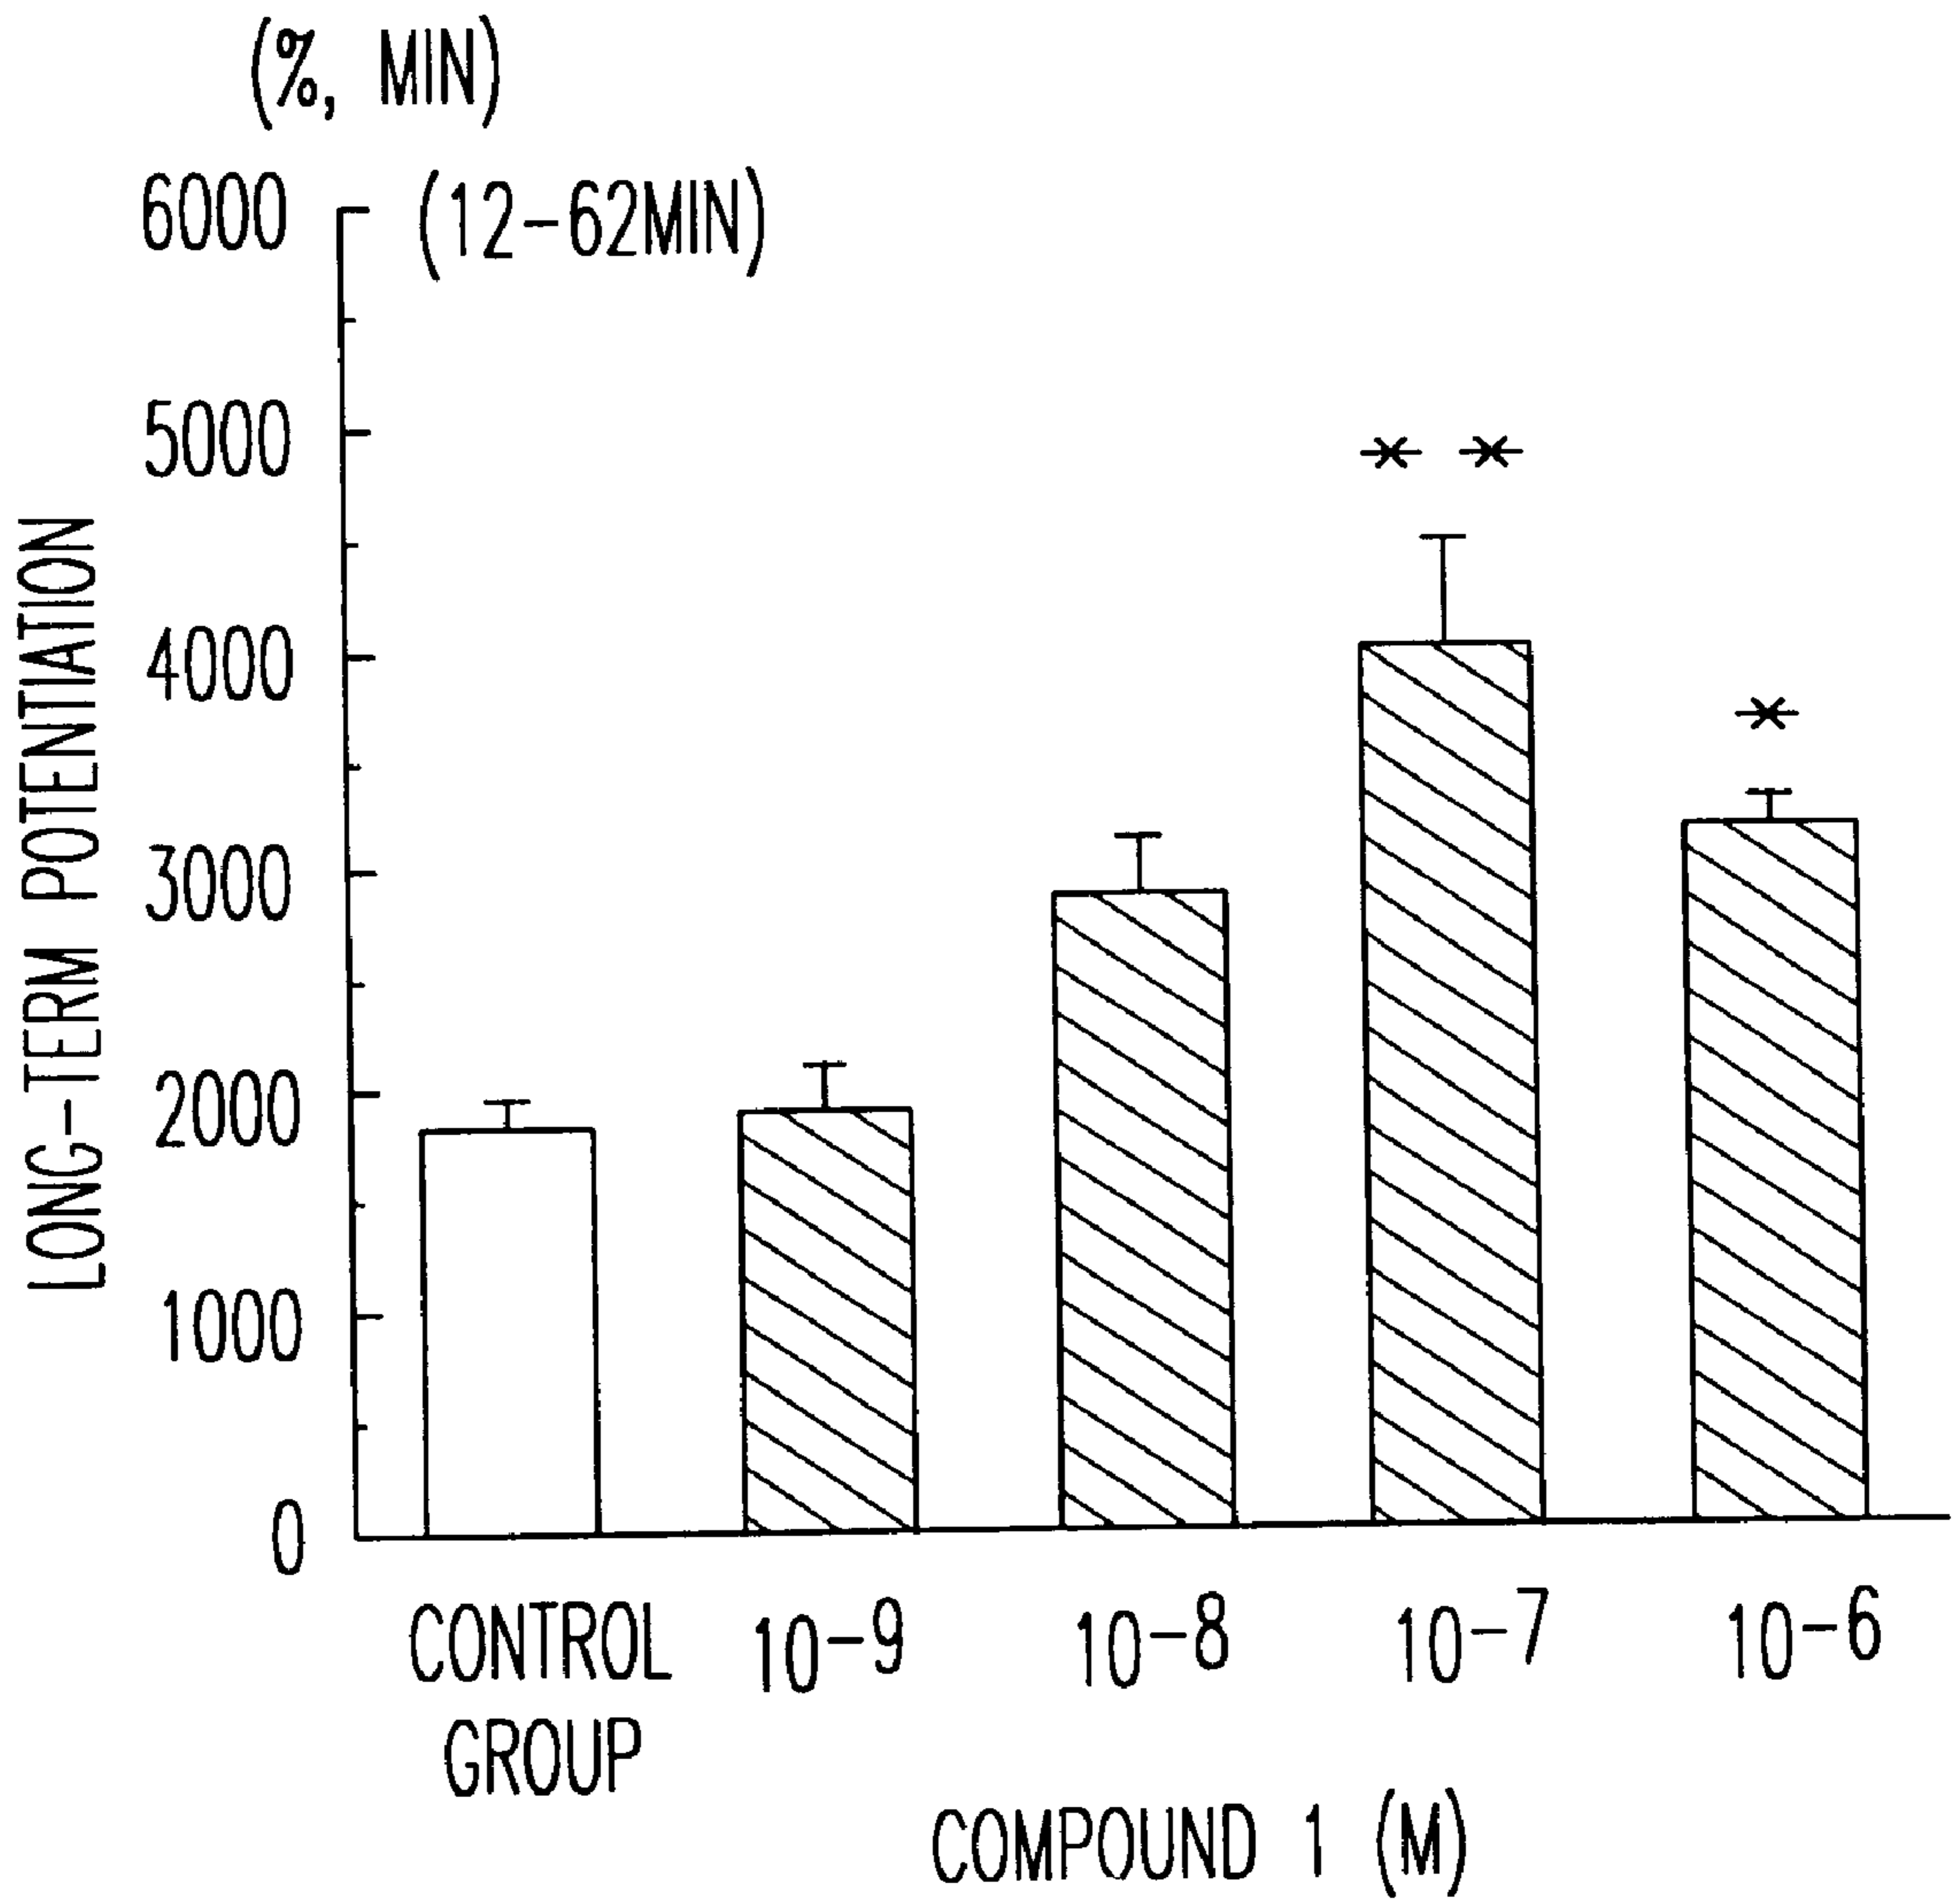 (%, MIN)
(12-62MIN)
6000
5000
4000
3000
2000
1000
0
LONG-TERM POTENTIATION
* *
*
CONTROL GROUP
10-9
10-8
10-7
10-6
COMPOUND 1 (M)